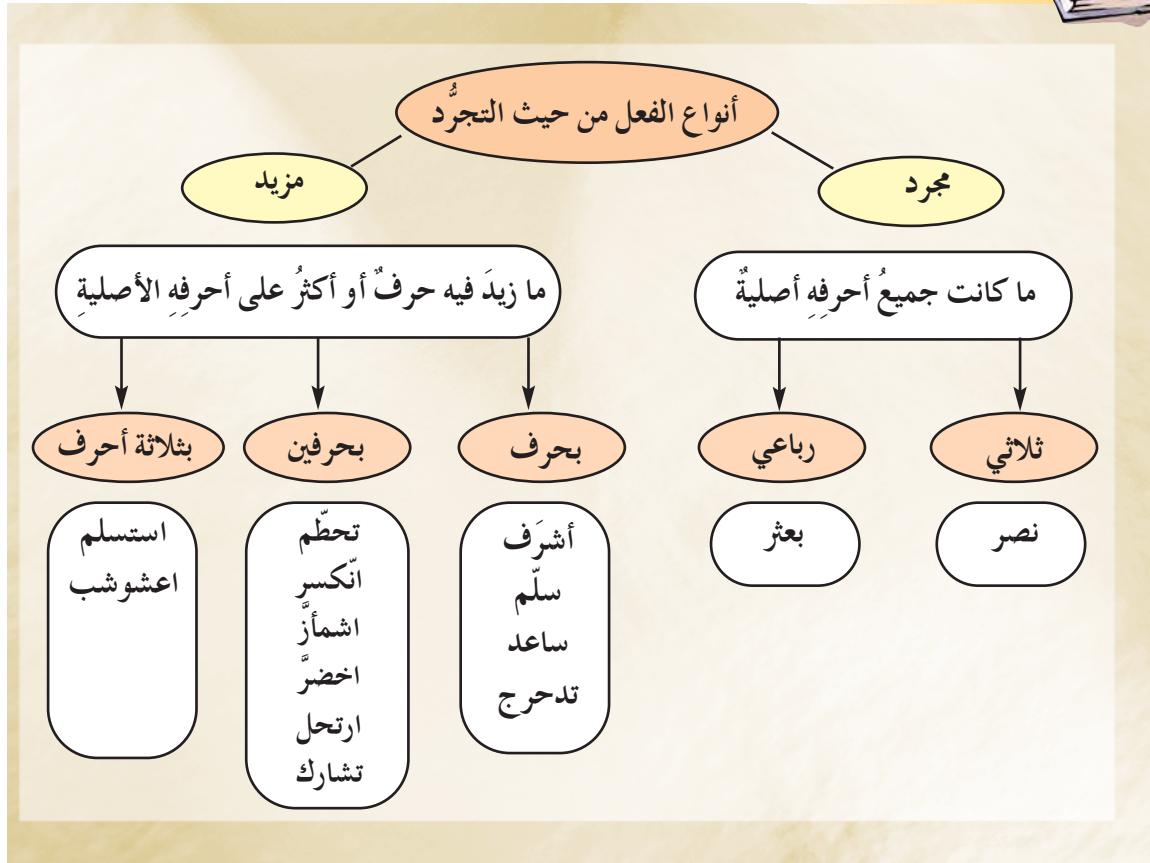 أنواع الفعل من حيث التجرُّد
مجرد
مزيد
ما كانت جميعُ أحرفِهِ أصليةٌ
ما زيدَ فيه حرفٌ أو أكثرُ على أحرفِهِ الأصليةِ
ثلاثي
رباعي
بحرف
بحرفين
بثلاثة أحرف
نصر
بعثر
أشرَف
سلّم
ساعد
تدحرج
تحطّم
انّكسر
اشمأزَّ
اخضرَّ
ارتحل
تشارك
استسلم
اعشوشب